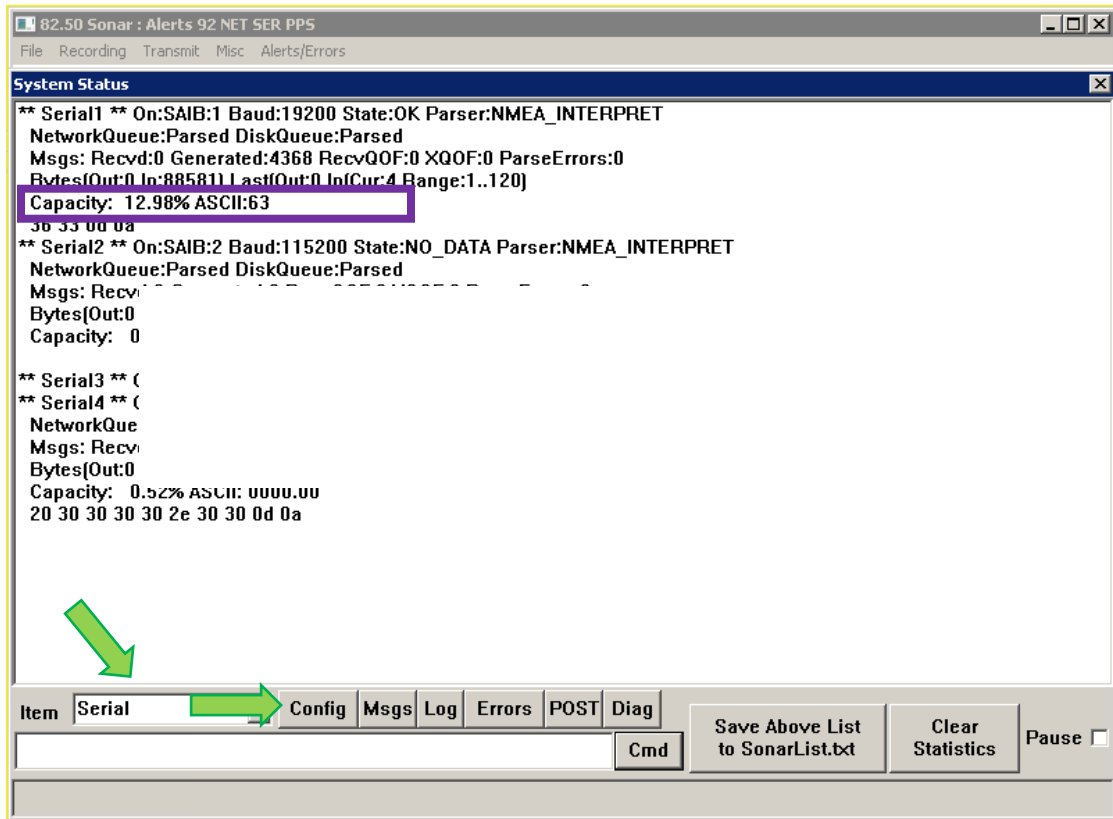 82.50 Sonar : Alerts 92 NET SER PPS
File Recording Transmit Misc Alerts/Errors
System Status
** Serial1 ** On:SAIB:1 Baud:19200 State:OK Parser:NMEA_INTERPRET
NetworkQueue:Parsed DiskQueue:Parsed
Msgs: Recvd:0 Generated:4368 RecvQOF:0 XQOF:0 ParseErrors:0
Bytes(Out:0 In:88581) Last(Out:0 In(Cur:4 Range:1..120)
Capacity: 12.98% ASCII:63
36 33 0d 0a
** Serial2 ** On:SAIB:2 Baud:115200 State:NO_DATA Parser:NMEA_INTERPRET
NetworkQueue:Parsed DiskQueue:Parsed
Msgs: Recv
Bytes(Out:0
Capacity: 0
** Serial3 ** (
** Serial4 ** (
NetworkQue
Msgs: Recv
Bytes(Out:0
Capacity: 0.52% ASCII: 0000.00
20 30 30 30 30 2e 30 30 0d 0a
Item Serial Config Msgs Log Errors POST Diag
Cmd
Save Above List
to SonarList.txt
Clear
Statistics
Pause